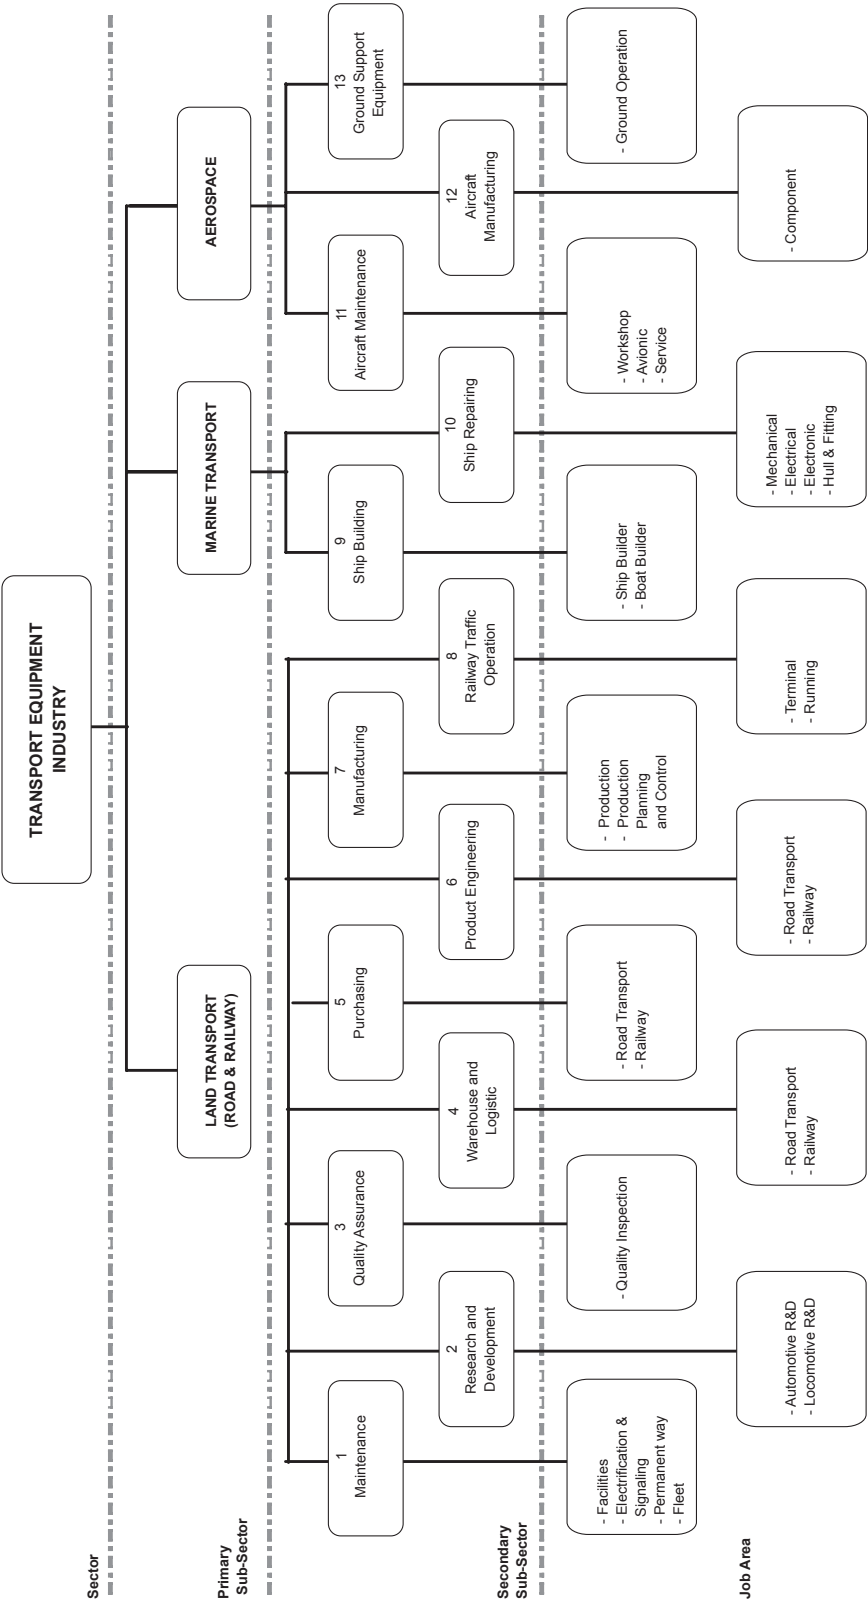 TRANSPORT EQUIPMENT
INDUSTRY
Sector
LAND TRANSPORT
(ROAD & RAILWAY)
MARINE TRANSPORT
AEROSPACE
Primary
Sub-Sector
1
Maintenance
3
Quality Assurance
5
Purchasing
7
Manufacturing
9
Ship Building
11
Aircraft Maintenance
13
Ground Support
Equipment
2
Research and
Development
4
Warehouse and
Logistic
6
Product Engineering
8
Railway Traffic
Operation
10
Ship Repairing
12
Aircraft
Manufacturing
Secondary
Sub-Sector
- Facilities
- Electrification &
Signaling
- Permanent way
- Fleet
- Quality Inspection
- Road Transport
- Railway
- Production
- Production
Planning
and Control
- Ship Builder
- Boat Builder
- Workshop
- Avionic
- Service
- Ground Operation
Job Area
- Automotive R&D
- Locomotive R&D
- Road Transport
- Railway
- Road Transport
- Railway
- Terminal
- Running
- Mechanical
- Electrical
- Electronic
- Hull & Fitting
- Component